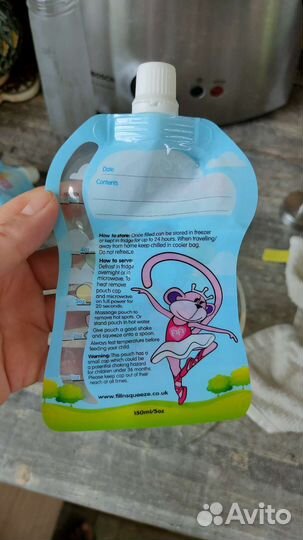 BOSCH
Date
Contents
How to store: Once filled can be stored in freezer
or kept in fridge for up to 24 hours. When travelling/
away from home keep chilled in cooler bag.
Do not refreeze.
How to serve:
Defrost in fridge
overnight or in
microwave. To
heat remove
pouch cap
and microwave
on full power for
20 seconds.
Massage pouch to
remove hot spots. Or
stand pouch in hot water.
Give pouch a good shake
and squeeze onto a spoon.
Always test temperature before
feeding your child.
Warning: This pouch has a
small cap which could be
a potential choking hazard
for children under 36 months.
Please keep cap out of their
reach at all times.
www.fillnsqueeze.co.uk
150ml/5oz
Avito